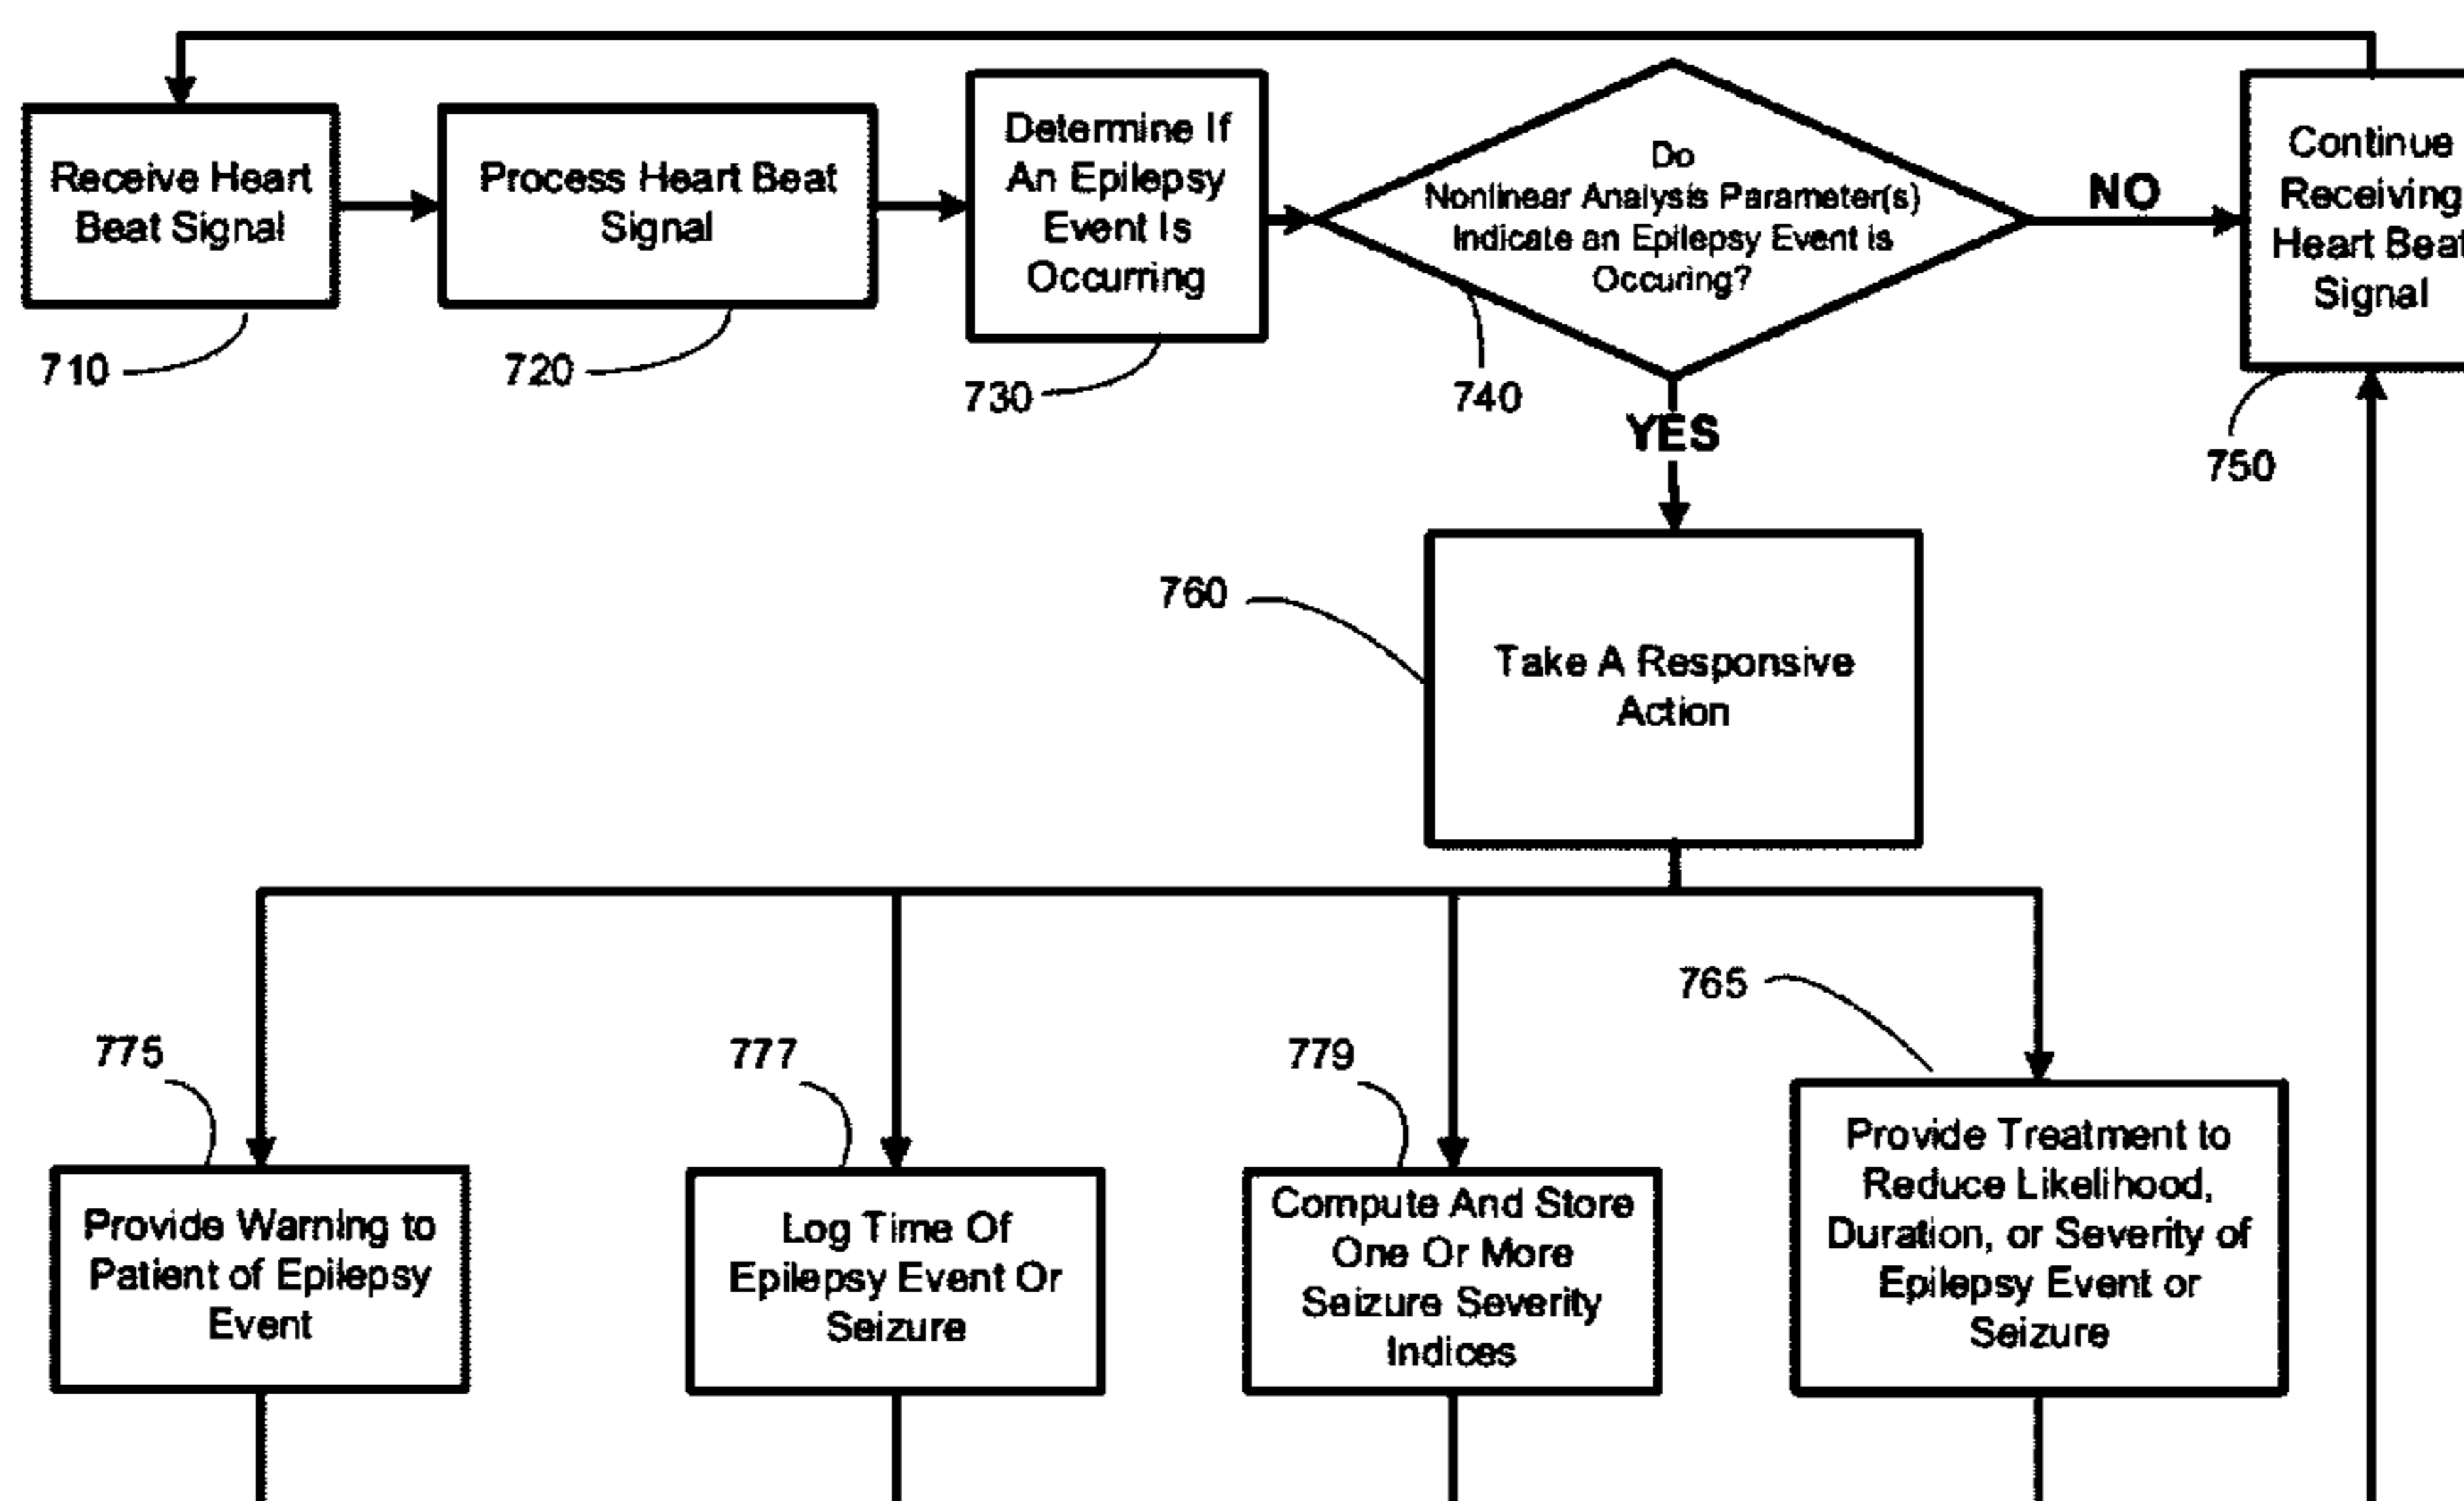 Receive Heart
Beat Signal
710
Process Heart Beat
Signal
720
Determine If
An Epilepsy
Event Is
Occurring
730
Do
Nonlinear Analysis Parameter(s)
Indicate an Epilepsy Event is
Occuring?
740
NO
Continue
Receiving
Heart Beat
Signal
750
YES
760
Take A Responsive
Action
775
Provide Warning to
Patient of Epilepsy
Event
777
Log Time Of
Epilepsy Event Or
Seizure
779
Compute And Store
One Or More
Seizure Severity
Indices
765
Provide Treatment to
Reduce Likelihood,
Duration, or Severity of
Epilepsy Event or
Seizure